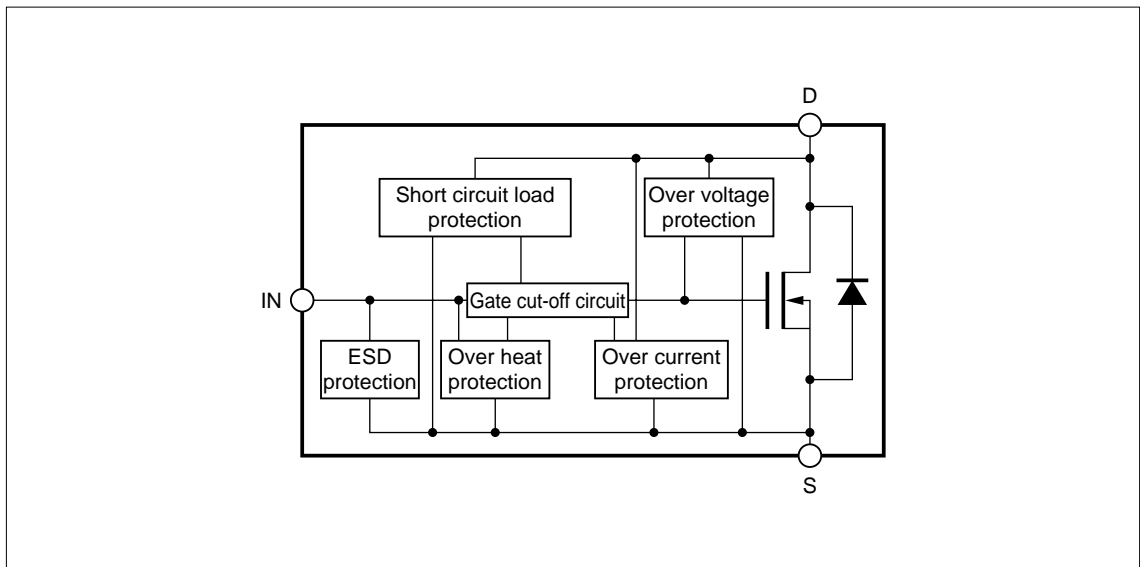 D
Short circuit load
protection
Over voltage
protection
IN
Gate cut-off circuit
ESD
protection
Over heat
protection
Over current
protection
S